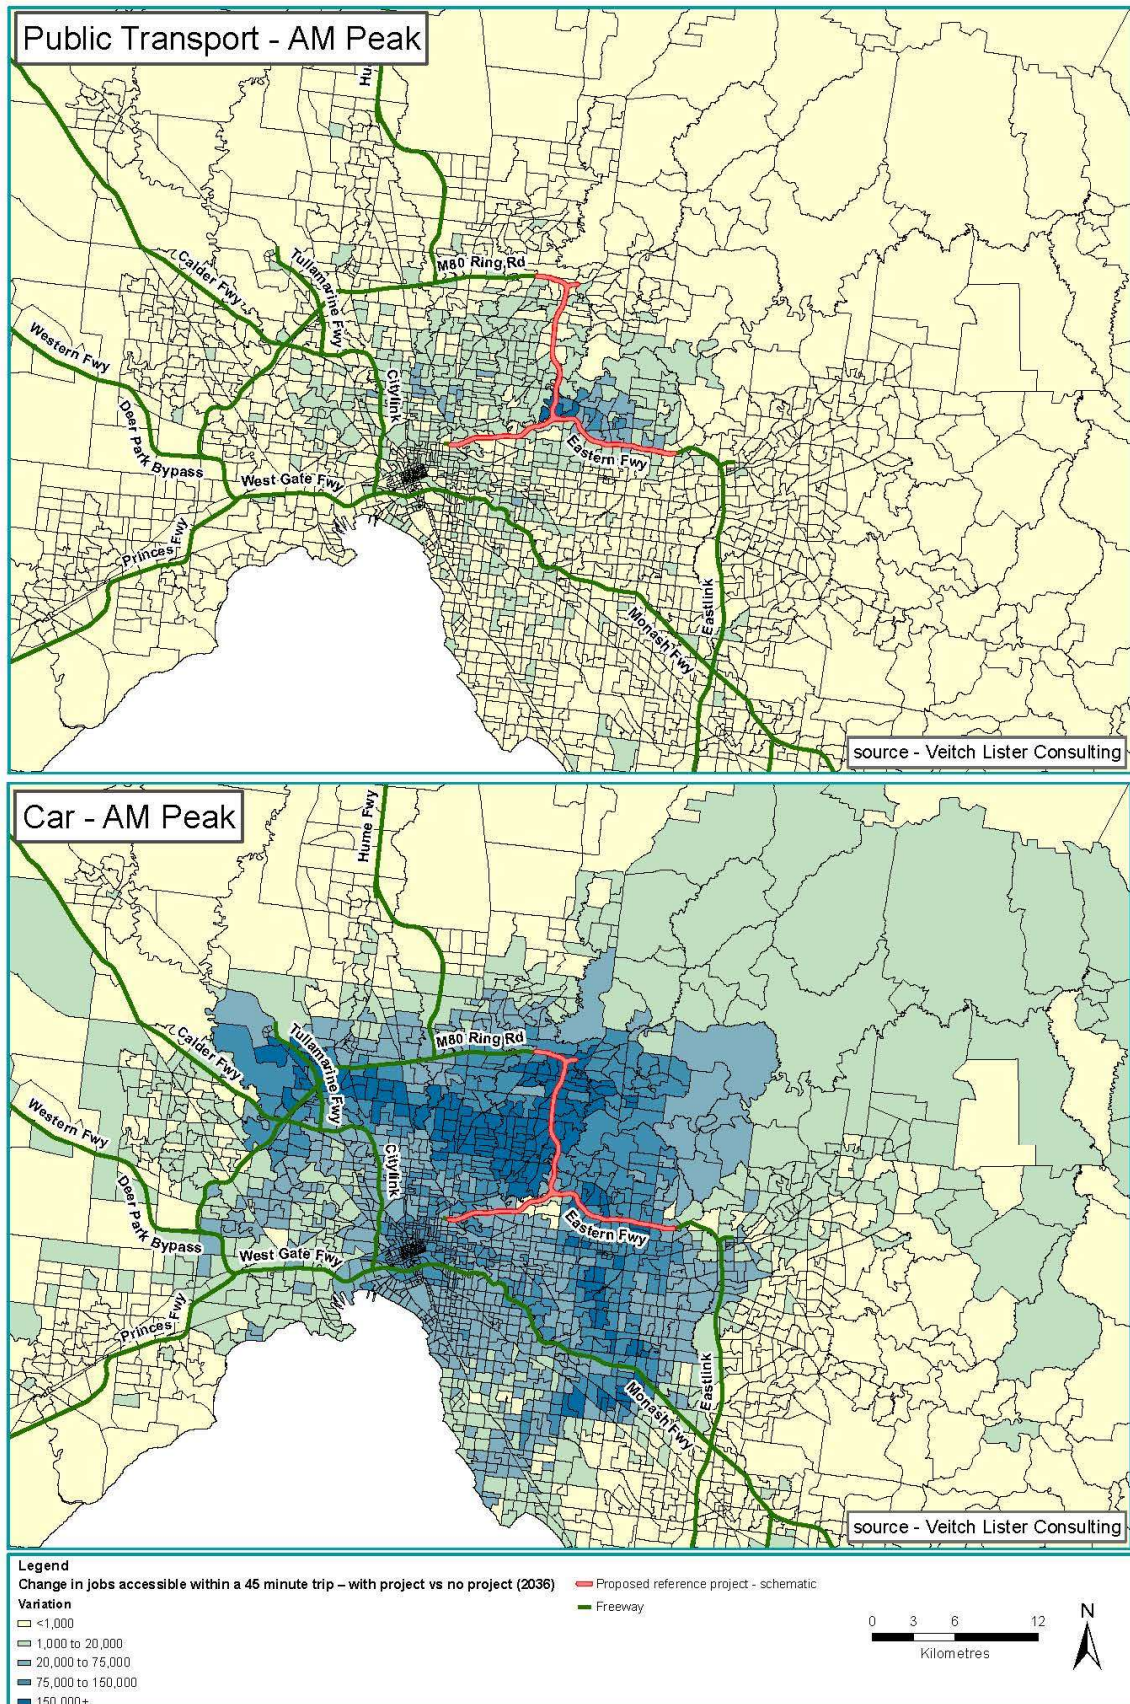 Public Transport - AM Peak
Hu
M80 Ring Rd
Tullamarine Fwy
Calder Fwy
Western Fwy
Citylink
Deer Park Bypass
Eastern Fwy
West Gate Fwy
Princes Fwy
Eastlink
Monash Fwy
source - Veitch Lister Consulting
Car - AM Peak
Hume Fwy
M80 Ring Rd
Tullamarine Fwy
Calder Fwy
Western Fwy
Citylink
Deer Park Bypass
Eastern Fwy
West Gate Fwy
Princes Fwy
Eastlink
Monash Fwy
source - Veitch Lister Consulting
Legend
Change in jobs accessible within a 45 minute trip – with project vs no project (2036)
Variation
<1,000
1,000 to 20,000
20,000 to 75,000
75,000 to 150,000
150,000+
Proposed reference project - schematic
Freeway
0 3 6 12
Kilometres
N